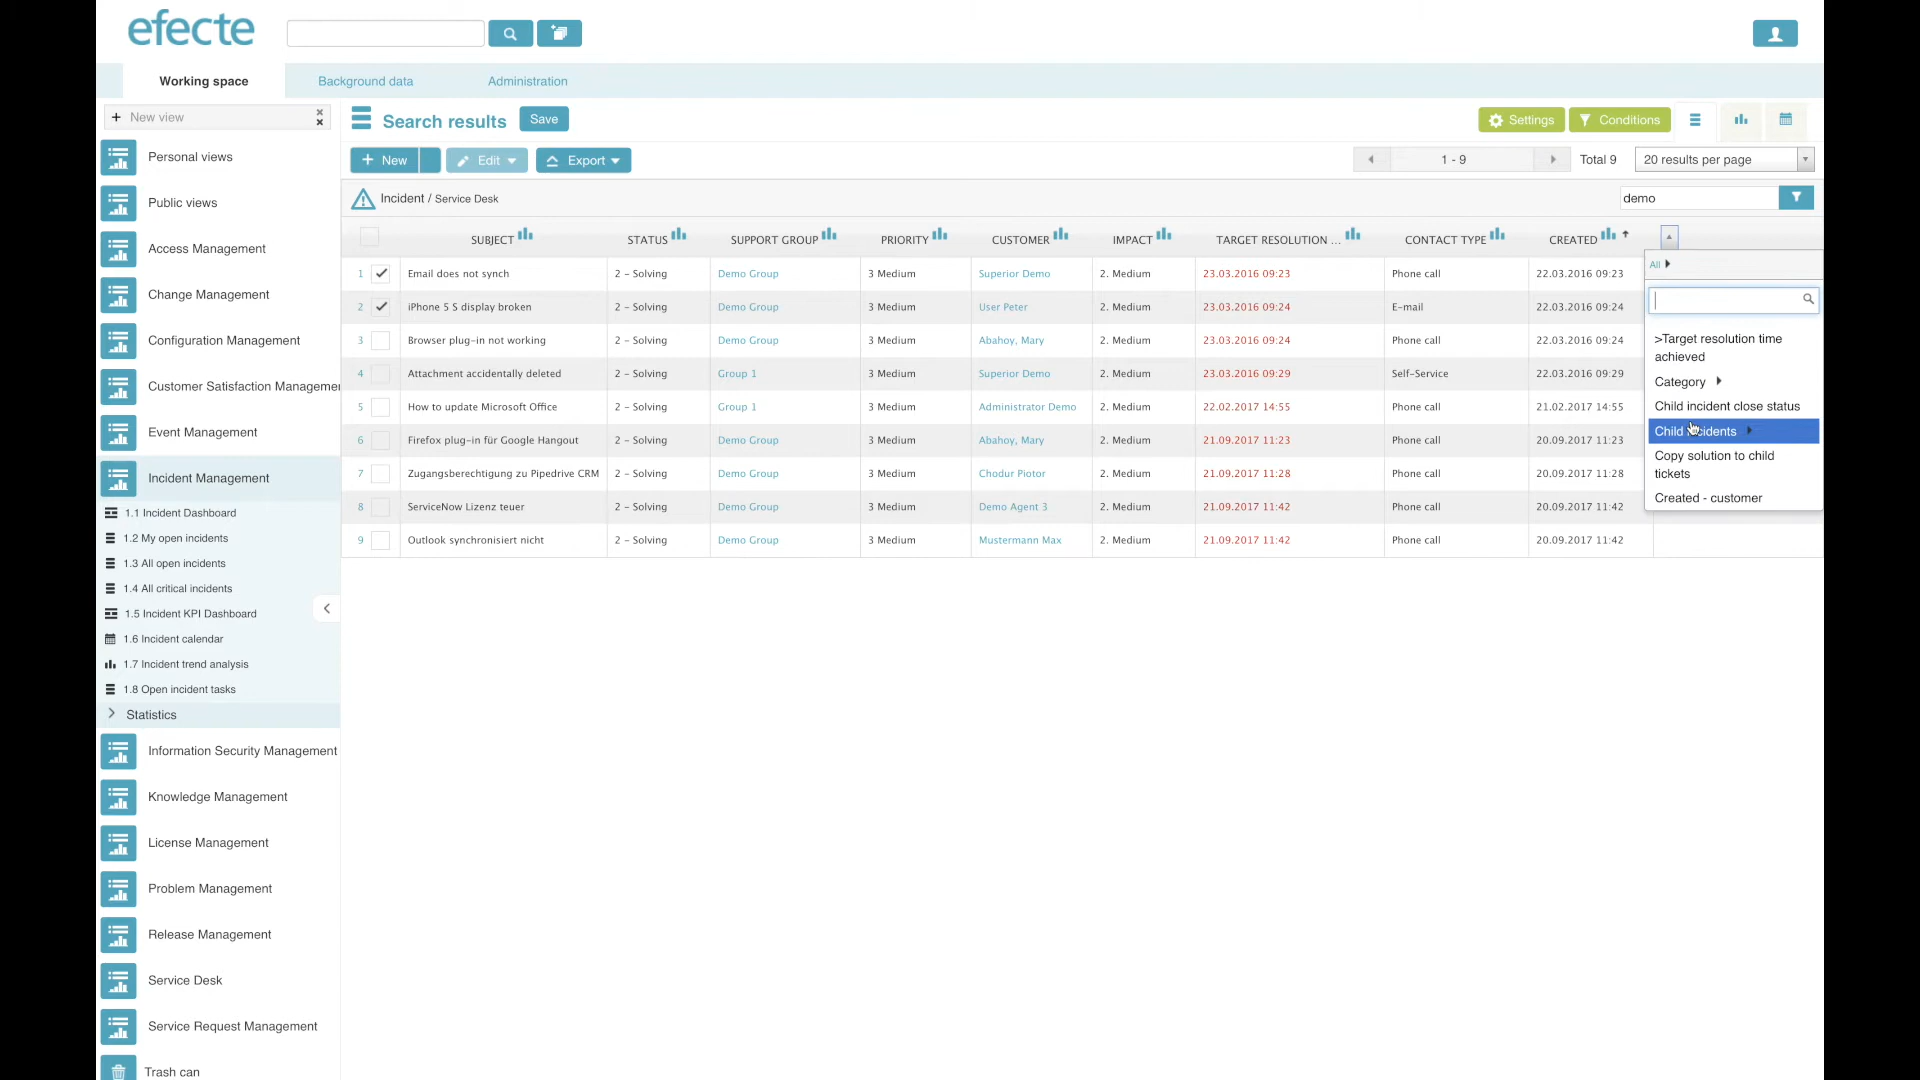 efecte
Working space
Background data
Administration
+ New view
Search results
Save
Settings
Conditions
+ New
Edit
Export
1 - 9
Total 9
20 results per page
Incident / Service Desk
demo
SUBJECT STATUS SUPPORT GROUP PRIORITY CUSTOMER IMPACT TARGET RESOLUTION ... CONTACT TYPE CREATED
1 Email does not synch 2 - Solving Demo Group 3 Medium Superior Demo 2. Medium 23.03.2016 09:23 Phone call 22.03.2016 09:23
2 iPhone 5 S display broken 2 - Solving Demo Group 3 Medium User Peter 2. Medium 23.03.2016 09:24 E-mail 22.03.2016 09:24
3 Browser plug-in not working 2 - Solving Demo Group 3 Medium Abahoy, Mary 2. Medium 23.03.2016 09:24 Phone call 22.03.2016 09:24
4 Attachment accidentally deleted 2 - Solving Group 1 3 Medium Superior Demo 2. Medium 23.03.2016 09:29 Self-Service 22.03.2016 09:29
5 How to update Microsoft Office 2 - Solving Group 1 3 Medium Administrator Demo 2. Medium 22.02.2017 14:55 Phone call 21.02.2017 14:55
6 Firefox plug-in für Google Hangout 2 - Solving Demo Group 3 Medium Abahoy, Mary 2. Medium 21.09.2017 11:23 Phone call 20.09.2017 11:23
7 Zugangsberechtigung zu Pipedrive CRM 2 - Solving Demo Group 3 Medium Chodur Piotor 2. Medium 21.09.2017 11:28 Phone call 20.09.2017 11:28
8 ServiceNow Lizenz teuer 2 - Solving Demo Group 3 Medium Demo Agent 3 2. Medium 21.09.2017 11:42 Phone call 20.09.2017 11:42
9 Outlook synchronisiert nicht 2 - Solving Demo Group 3 Medium Mustermann Max 2. Medium 21.09.2017 11:42 Phone call 20.09.2017 11:42
All
>Target resolution time
achieved
Category
Child incident close status
Child
Copy solution to child
tickets
Created - customer
Personal views
Public views
Access Management
Change Management
Configuration Management
Customer Satisfaction Manageme
Event Management
Incident Management
1.1 Incident Dashboard
1.2 My open incidents
1.3 All open incidents
1.4 All critical incidents
1.5 Incident KPI Dashboard
1.6 Incident calendar
1.7 Incident trend analysis
1.8 Open incident tasks
Statistics
Information Security Management
Knowledge Management
License Management
Problem Management
Release Management
Service Desk
Service Request Management
Trash can